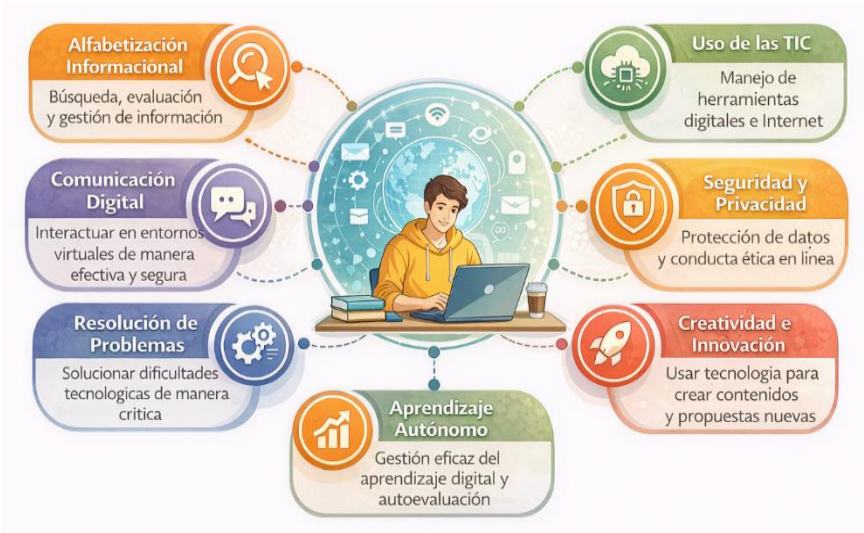 Alfabetización
Informacional
Búsqueda, evaluación
y gestión de información
Uso de las TIC
Manejo de
herramientas
digitales e Internet
Comunicación
Digital
Interactuar en entornos
virtuales de manera
efectiva y segura
Seguridad y
Privacidad
Protección de datos
y conducta ética en linea
Resolución de
Problemas
Solucionar dificultades
tecnologicas de manera
critica
Creatividad e
Innovación
Usar tecnologia para
crear contenidos
y propuestas nuevas
Aprendizaje
Autónomo
Gestión eficaz del
aprendizaje digital y
autoevaluación